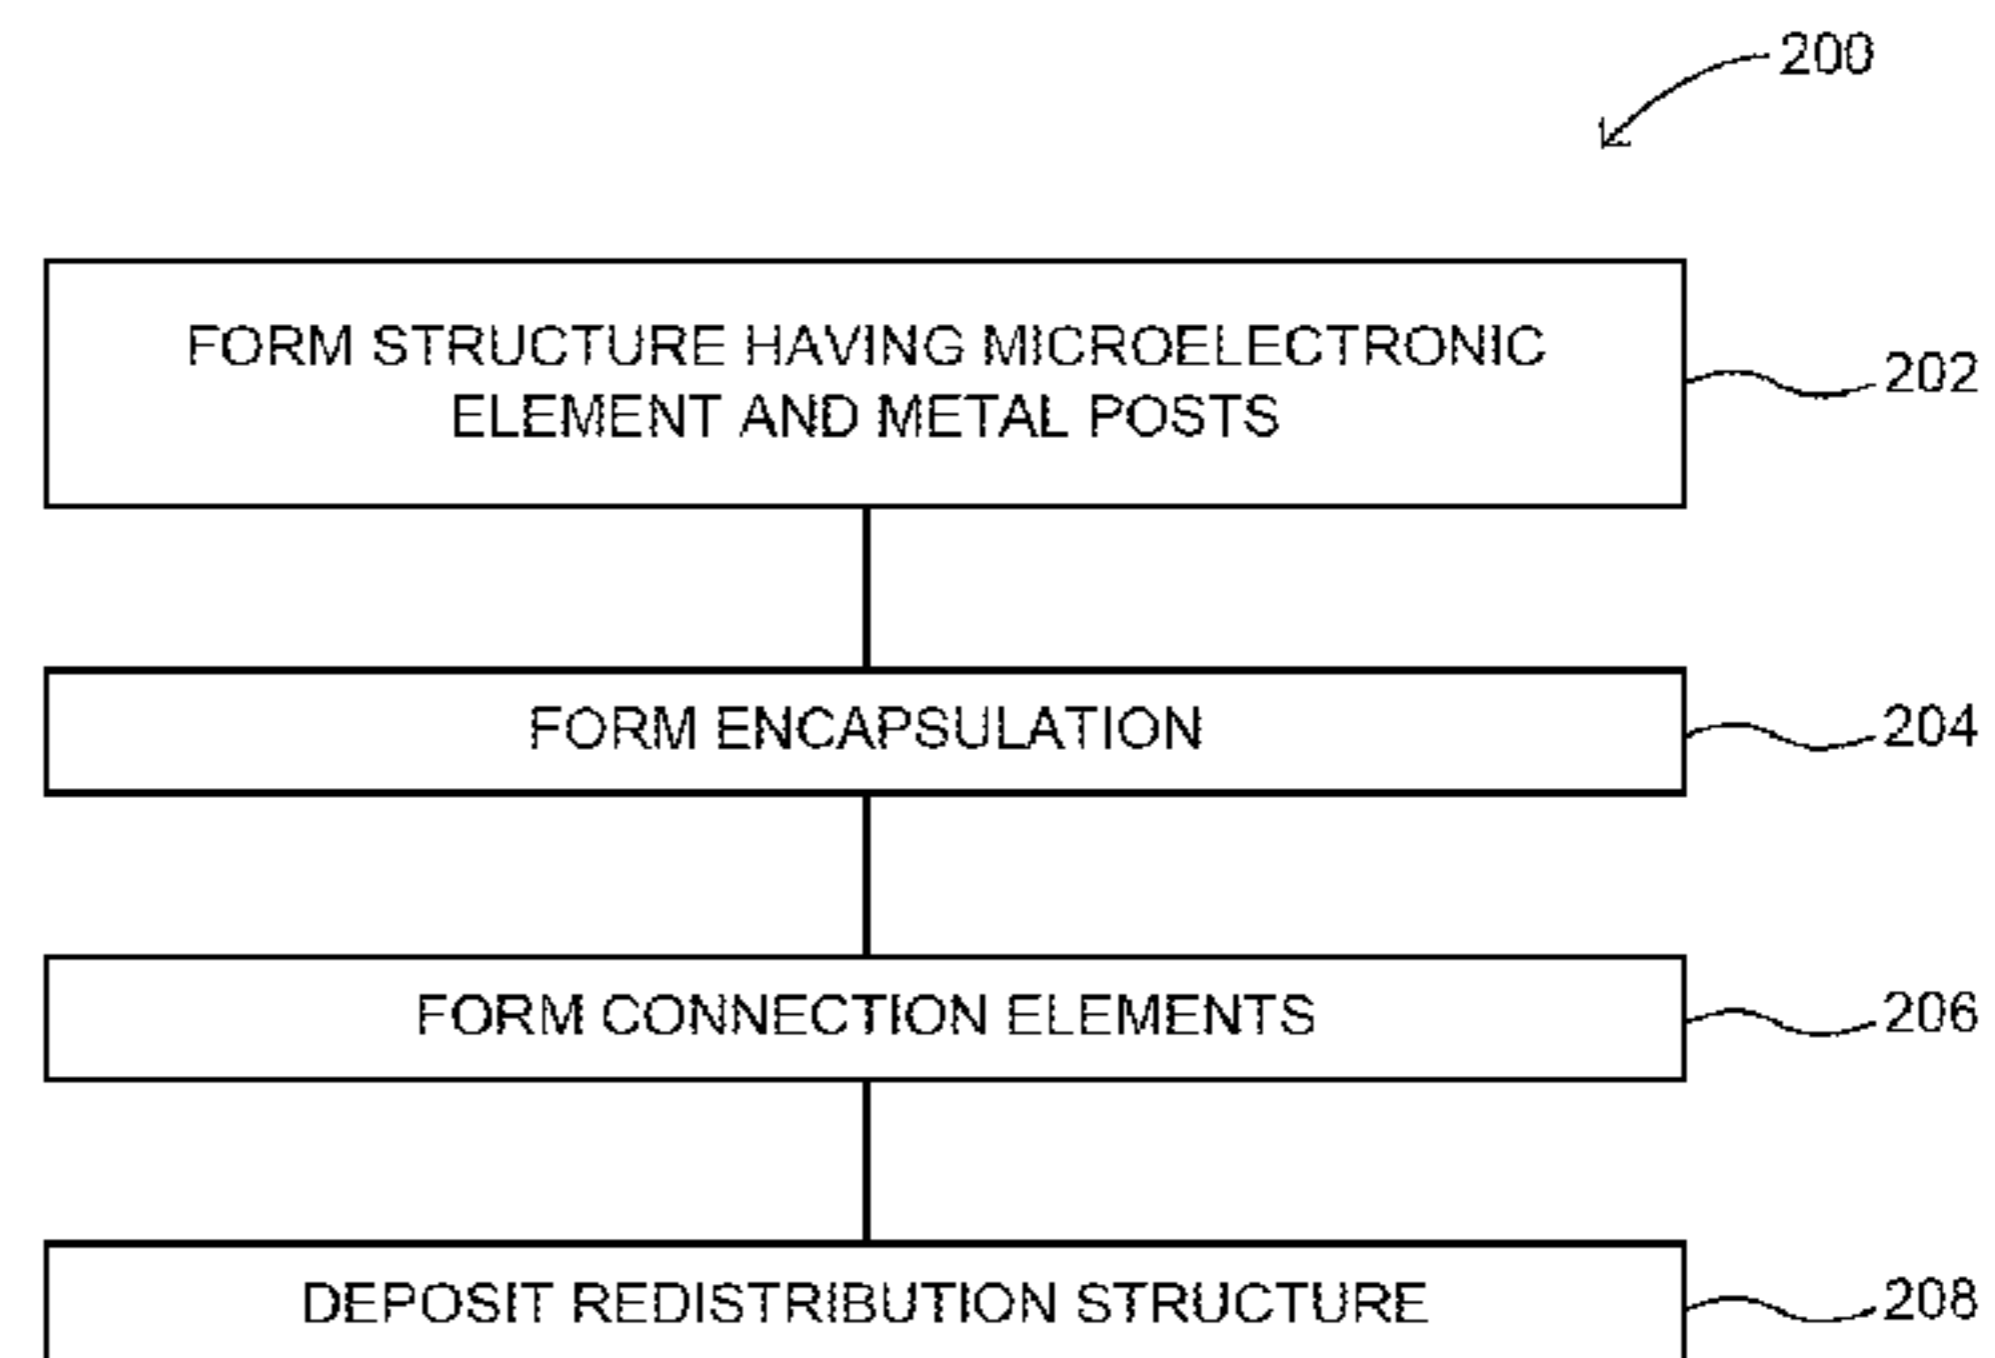 200
FORM STRUCTURE HAVING MICROELECTRONIC
ELEMENT AND METAL POSTS
202
FORM ENCAPSULATION
204
FORM CONNECTION ELEMENTS
206
DEPOSIT REDISTRIBUTION STRUCTURE
208